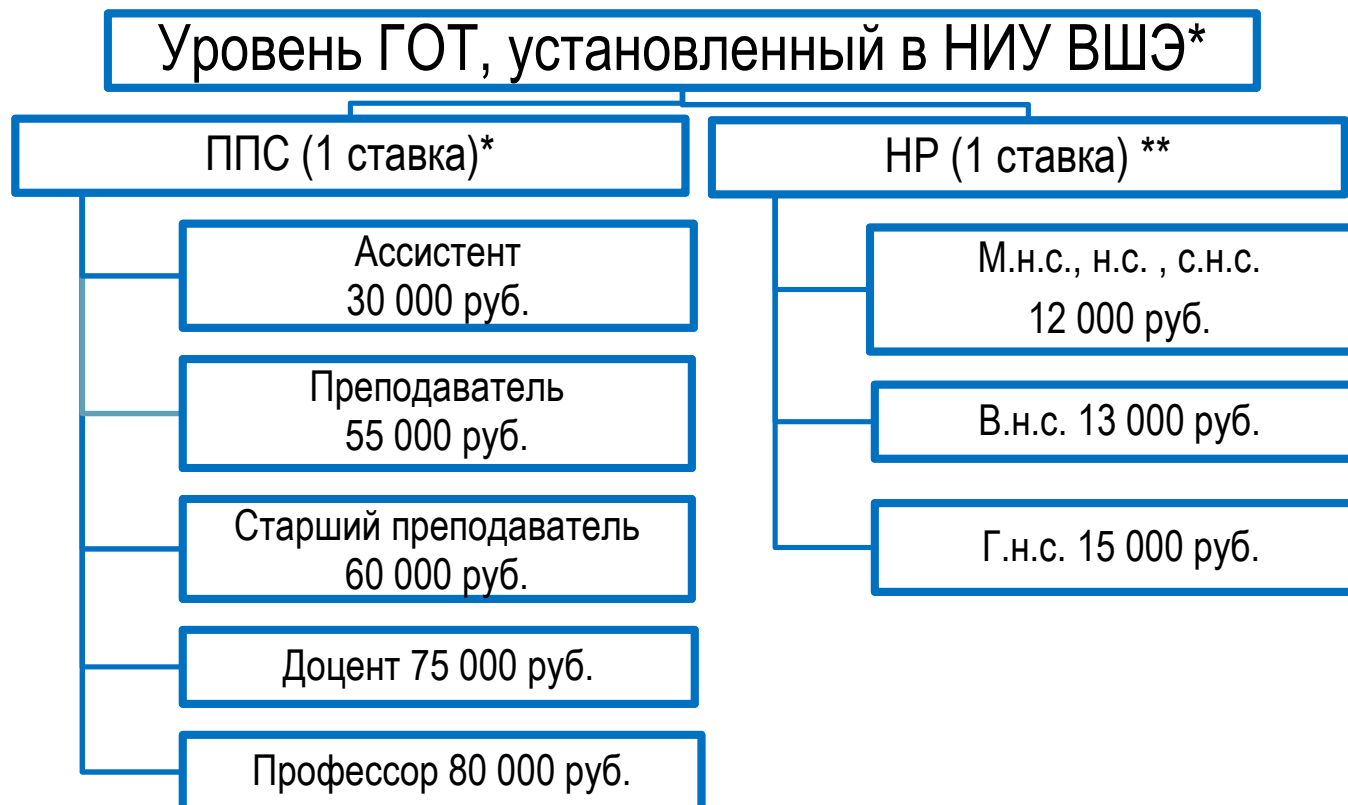 Уровень ГОТ, установленный в НИУ ВШЭ*
ППС (1 ставка)*
Ассистент
30 000 руб.
Преподаватель
55 000 руб.
Старший преподаватель
60 000 руб.
Доцент 75 000 руб.
Профессор 80 000 руб.
НР (1 ставка) **
М.н.с., н.с. , с.н.с.
12 000 руб.
В.н.с. 13 000 руб.
Г.н.с. 15 000 руб.